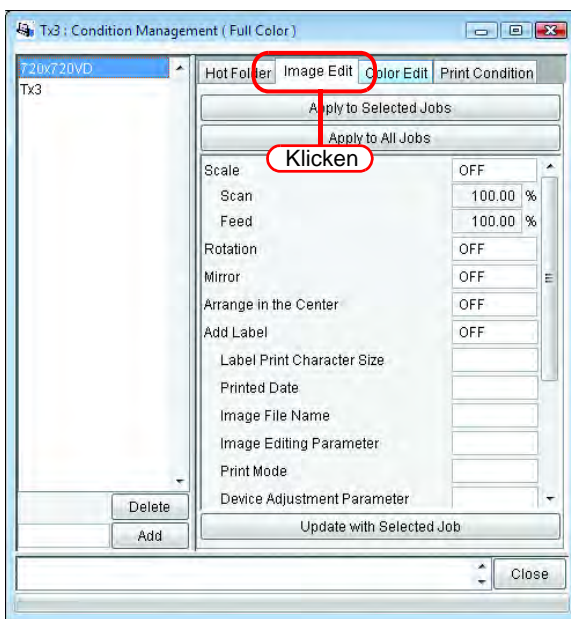 Tx3 : Condition Management ( Full Color )
720x720VD
Tx3
Hot Folder Image Edit Color Edit Print Condition
Apply to Selected Jobs
Apply to All Jobs
Klicken
Scale OFF
Scan 100.00 %
Feed 100.00 %
Rotation OFF
Mirror OFF
Arrange in the Center OFF
Add Label OFF
Label Print Character Size
Printed Date
Image File Name
Image Editing Parameter
Print Mode
Device Adjustment Parameter
Delete
Add
Update with Selected Job
Close